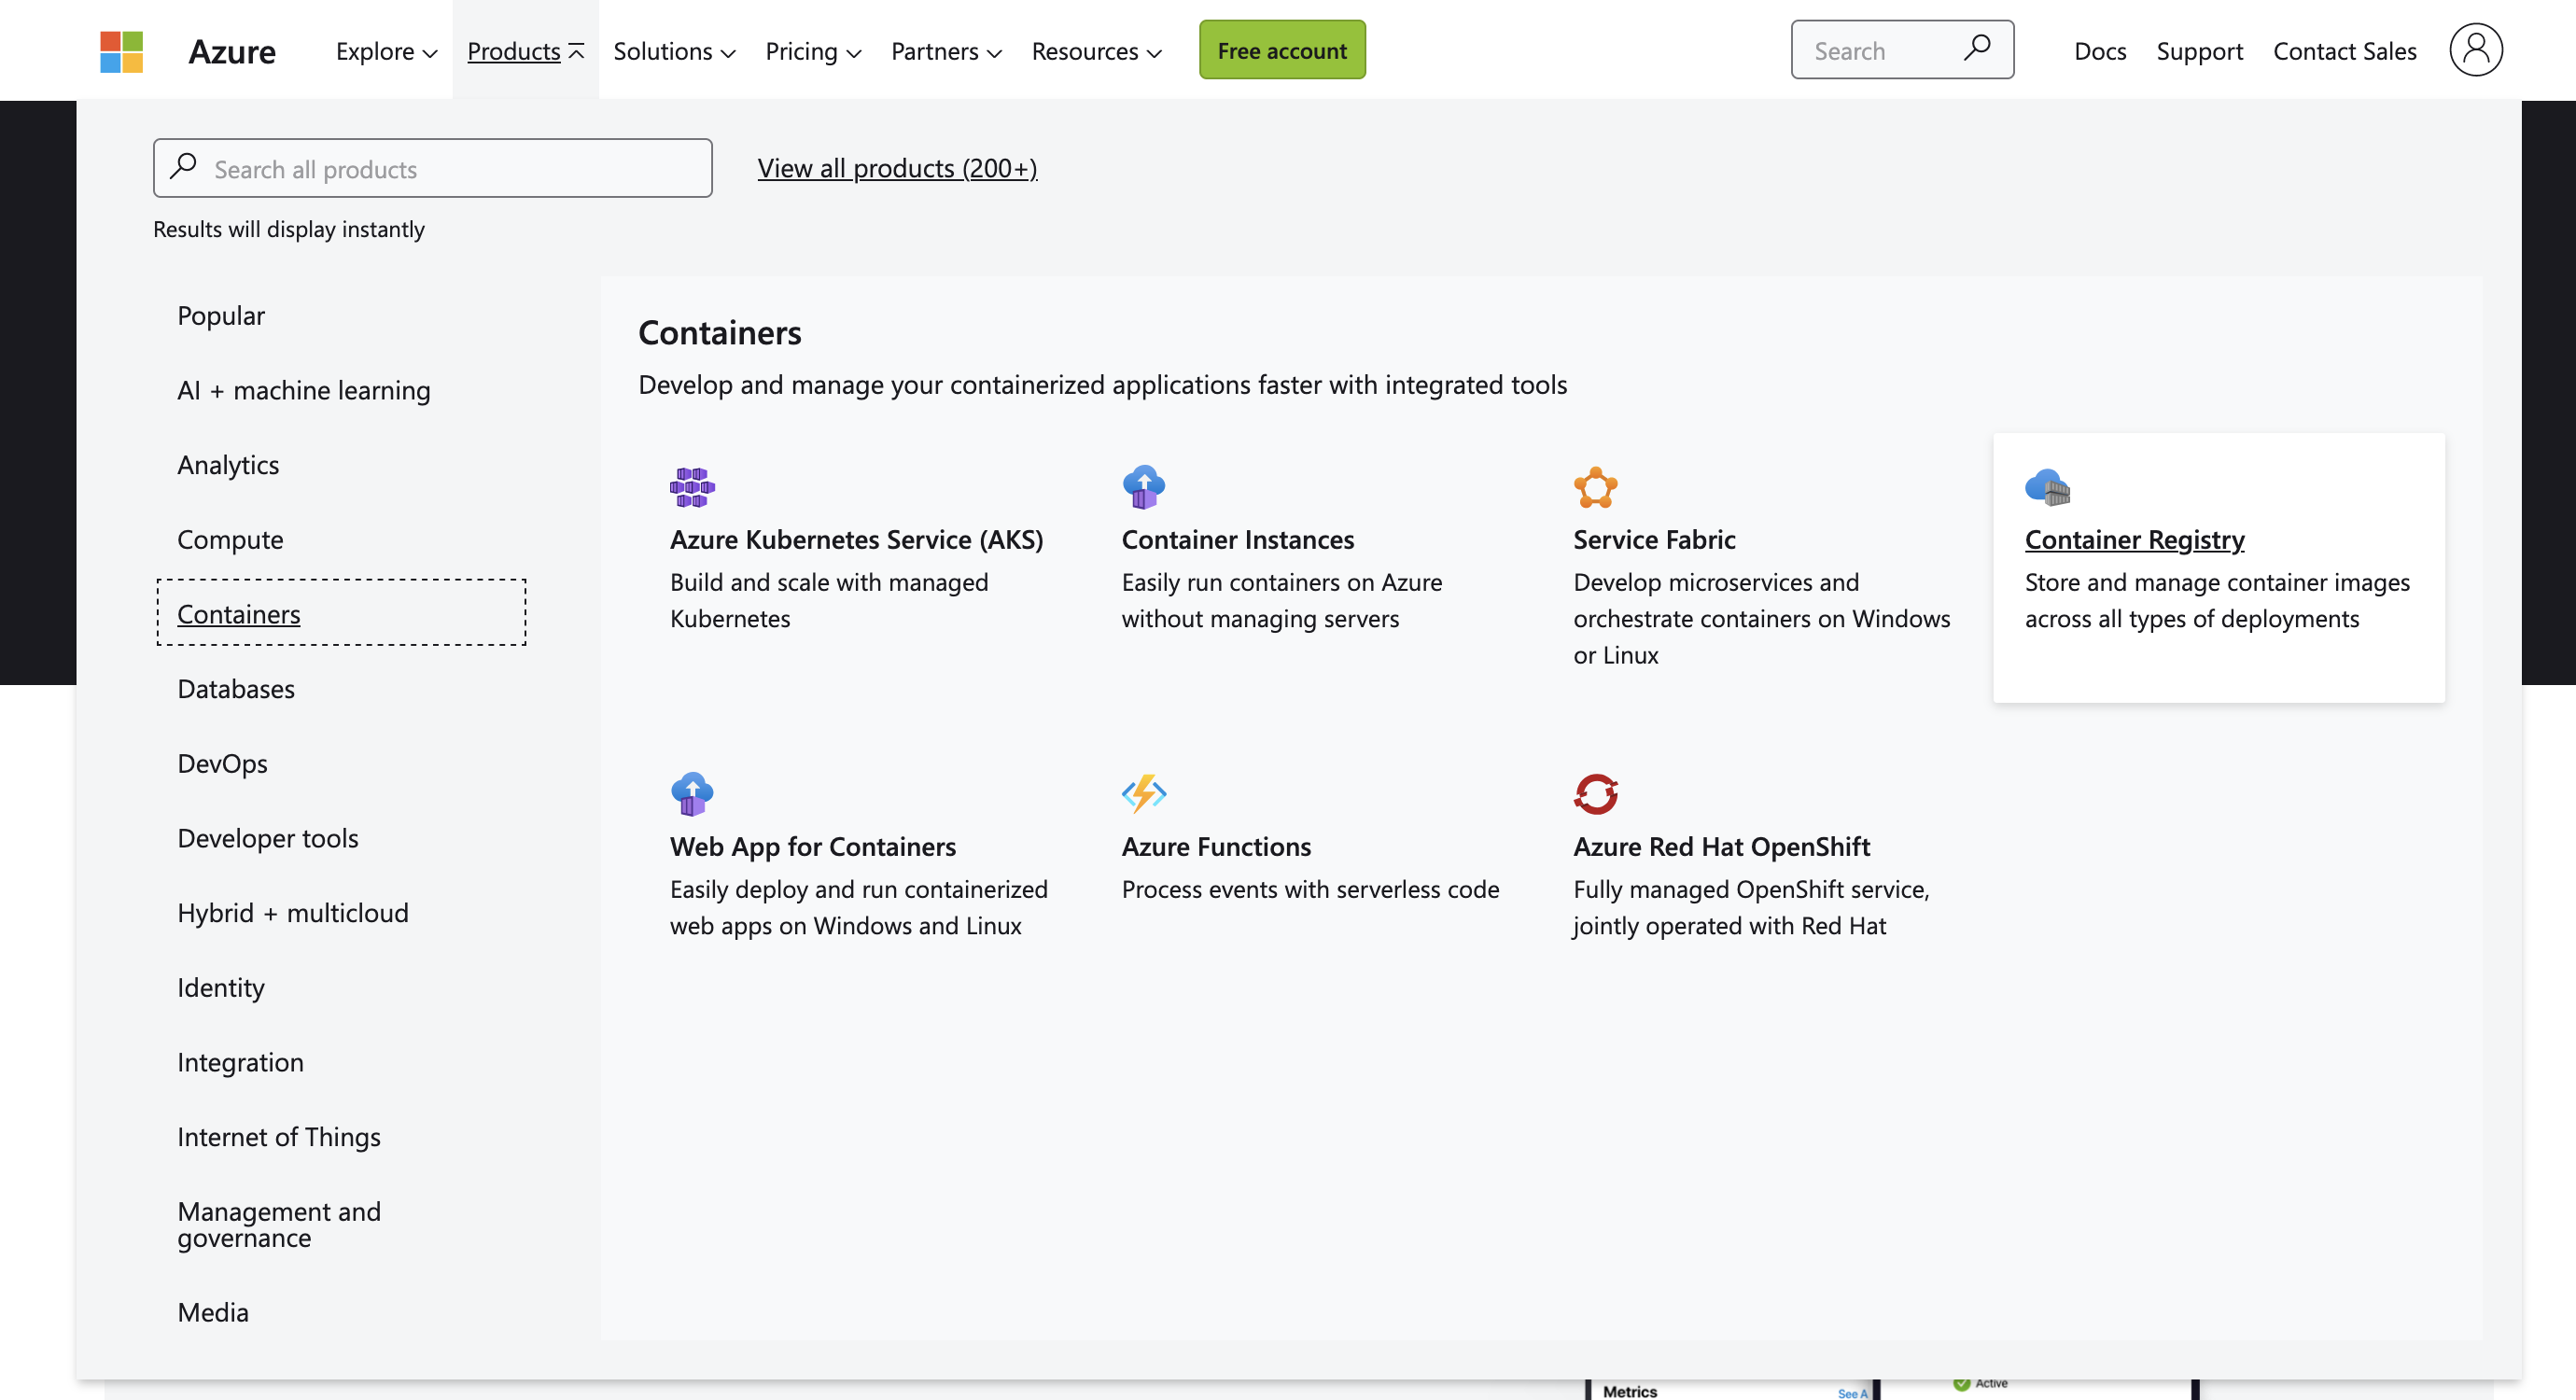 Azure
Explore
Products
Solutions
Pricing
Partners
Resources
Free account
Search
Docs
Support
Contact Sales
Search all products
View all products (200+)
Results will display instantly
Popular
AI + machine learning
Analytics
Compute
Containers
Databases
DevOps
Developer tools
Hybrid + multicloud
Identity
Integration
Internet of Things
Management and
governance
Media
Containers
Develop and manage your containerized applications faster with integrated tools
Azure Kubernetes Service (AKS)
Build and scale with managed
Kubernetes
Container Instances
Easily run containers on Azure
without managing servers
Service Fabric
Develop microservices and
orchestrate containers on Windows
or Linux
Container Registry
Store and manage container images
across all types of deployments
Web App for Containers
Easily deploy and run containerized
web apps on Windows and Linux
Azure Functions
Process events with serverless code
Azure Red Hat OpenShift
Fully managed OpenShift service,
jointly operated with Red Hat
Metrics
See A
Active